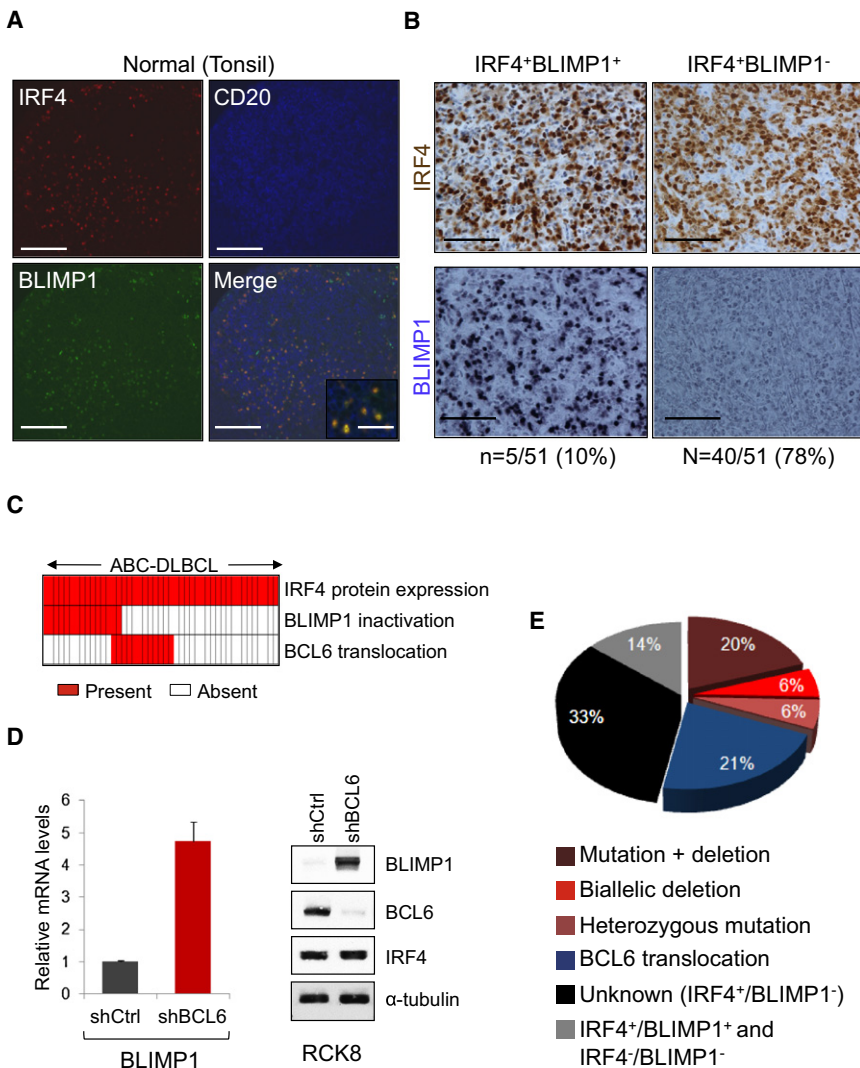 A
Normal (Tonsil)
IRF4
CD20
BLIMP1
Merge
B
IRF4⁺BLIMP1⁺
IRF4⁺BLIMP1⁻
IRF4
BLIMP1
n=5/51 (10%)
N=40/51 (78%)
C
ABC-DLBCL
IRF4 protein expression
BLIMP1 inactivation
BCL6 translocation
Present
Absent
D
Relative mRNA levels
6
5
4
3
2
1
0
shCtrl
shBCL6
BLIMP1
shCtrl
shBCL6
BLIMP1
BCL6
IRF4
α-tubulin
RCK8
E
14%
20%
6%
6%
33%
21%
Mutation + deletion
Biallelic deletion
Heterozygous mutation
BCL6 translocation
Unknown (IRF4⁺/BLIMP1⁻)
IRF4⁺/BLIMP1⁺ and
IRF4⁻/BLIMP1⁻